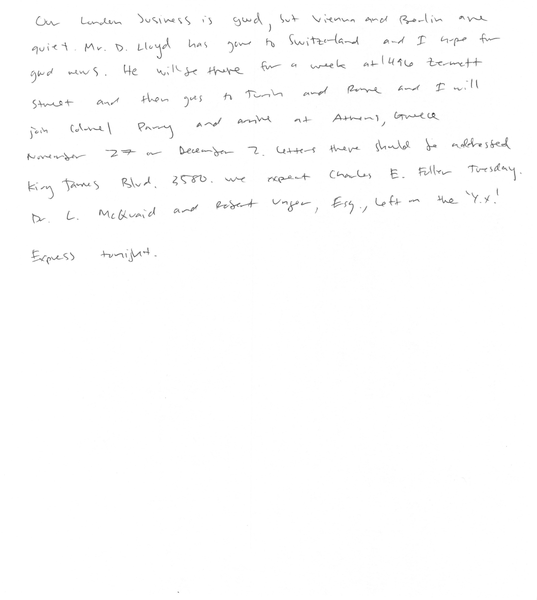 Our London business is good, but Vienna and Berlin are
quiet. Mr. D. Lloyd has gone to Switzerland and I hope for
good news. He will be there for a week at 1496 Zermott
Street and then goes to Turin and Rome and I will
join Colonel Parry and arrive at Athens, Greece
November 27 or December 2. Letters there should be addressed
King James Blvd. 3580. We expect Charles E. Fuller Tuesday.
Dr. L. McQuaid and Robert Unger, Esq., left on the 'Y.X.'
Express tonight.